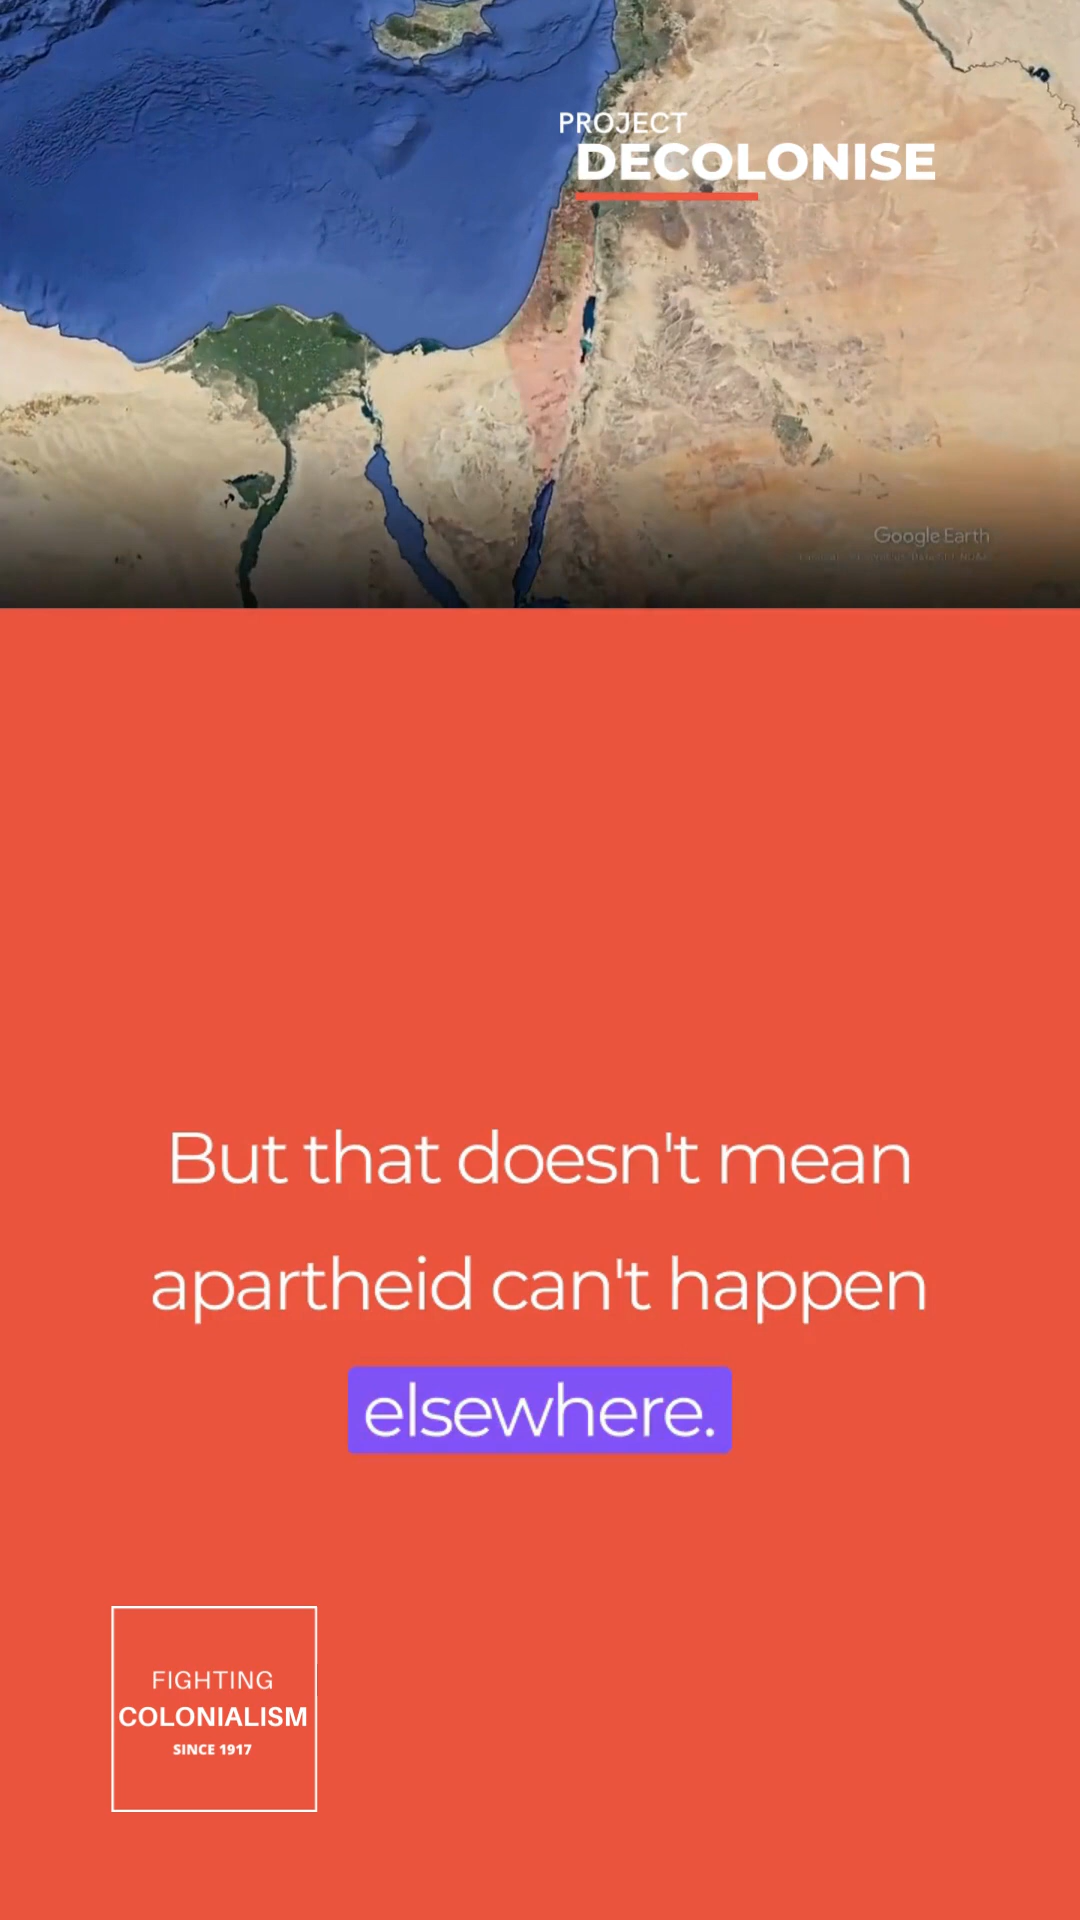 PROJECT
DECOLONISE
Google Earth
But that doesn't mean
apartheid can't happen
elsewhere.
FIGHTING
COLONIALISM
SINCE 1917